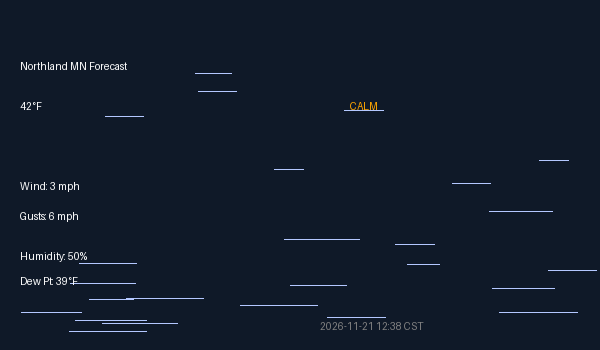 Northland MN Forecast
42°F
CALM
Wind: 3 mph
Gusts: 6 mph
Humidity: 50%
Dew Pt: 39°F
2026-11-21 12:38 CST